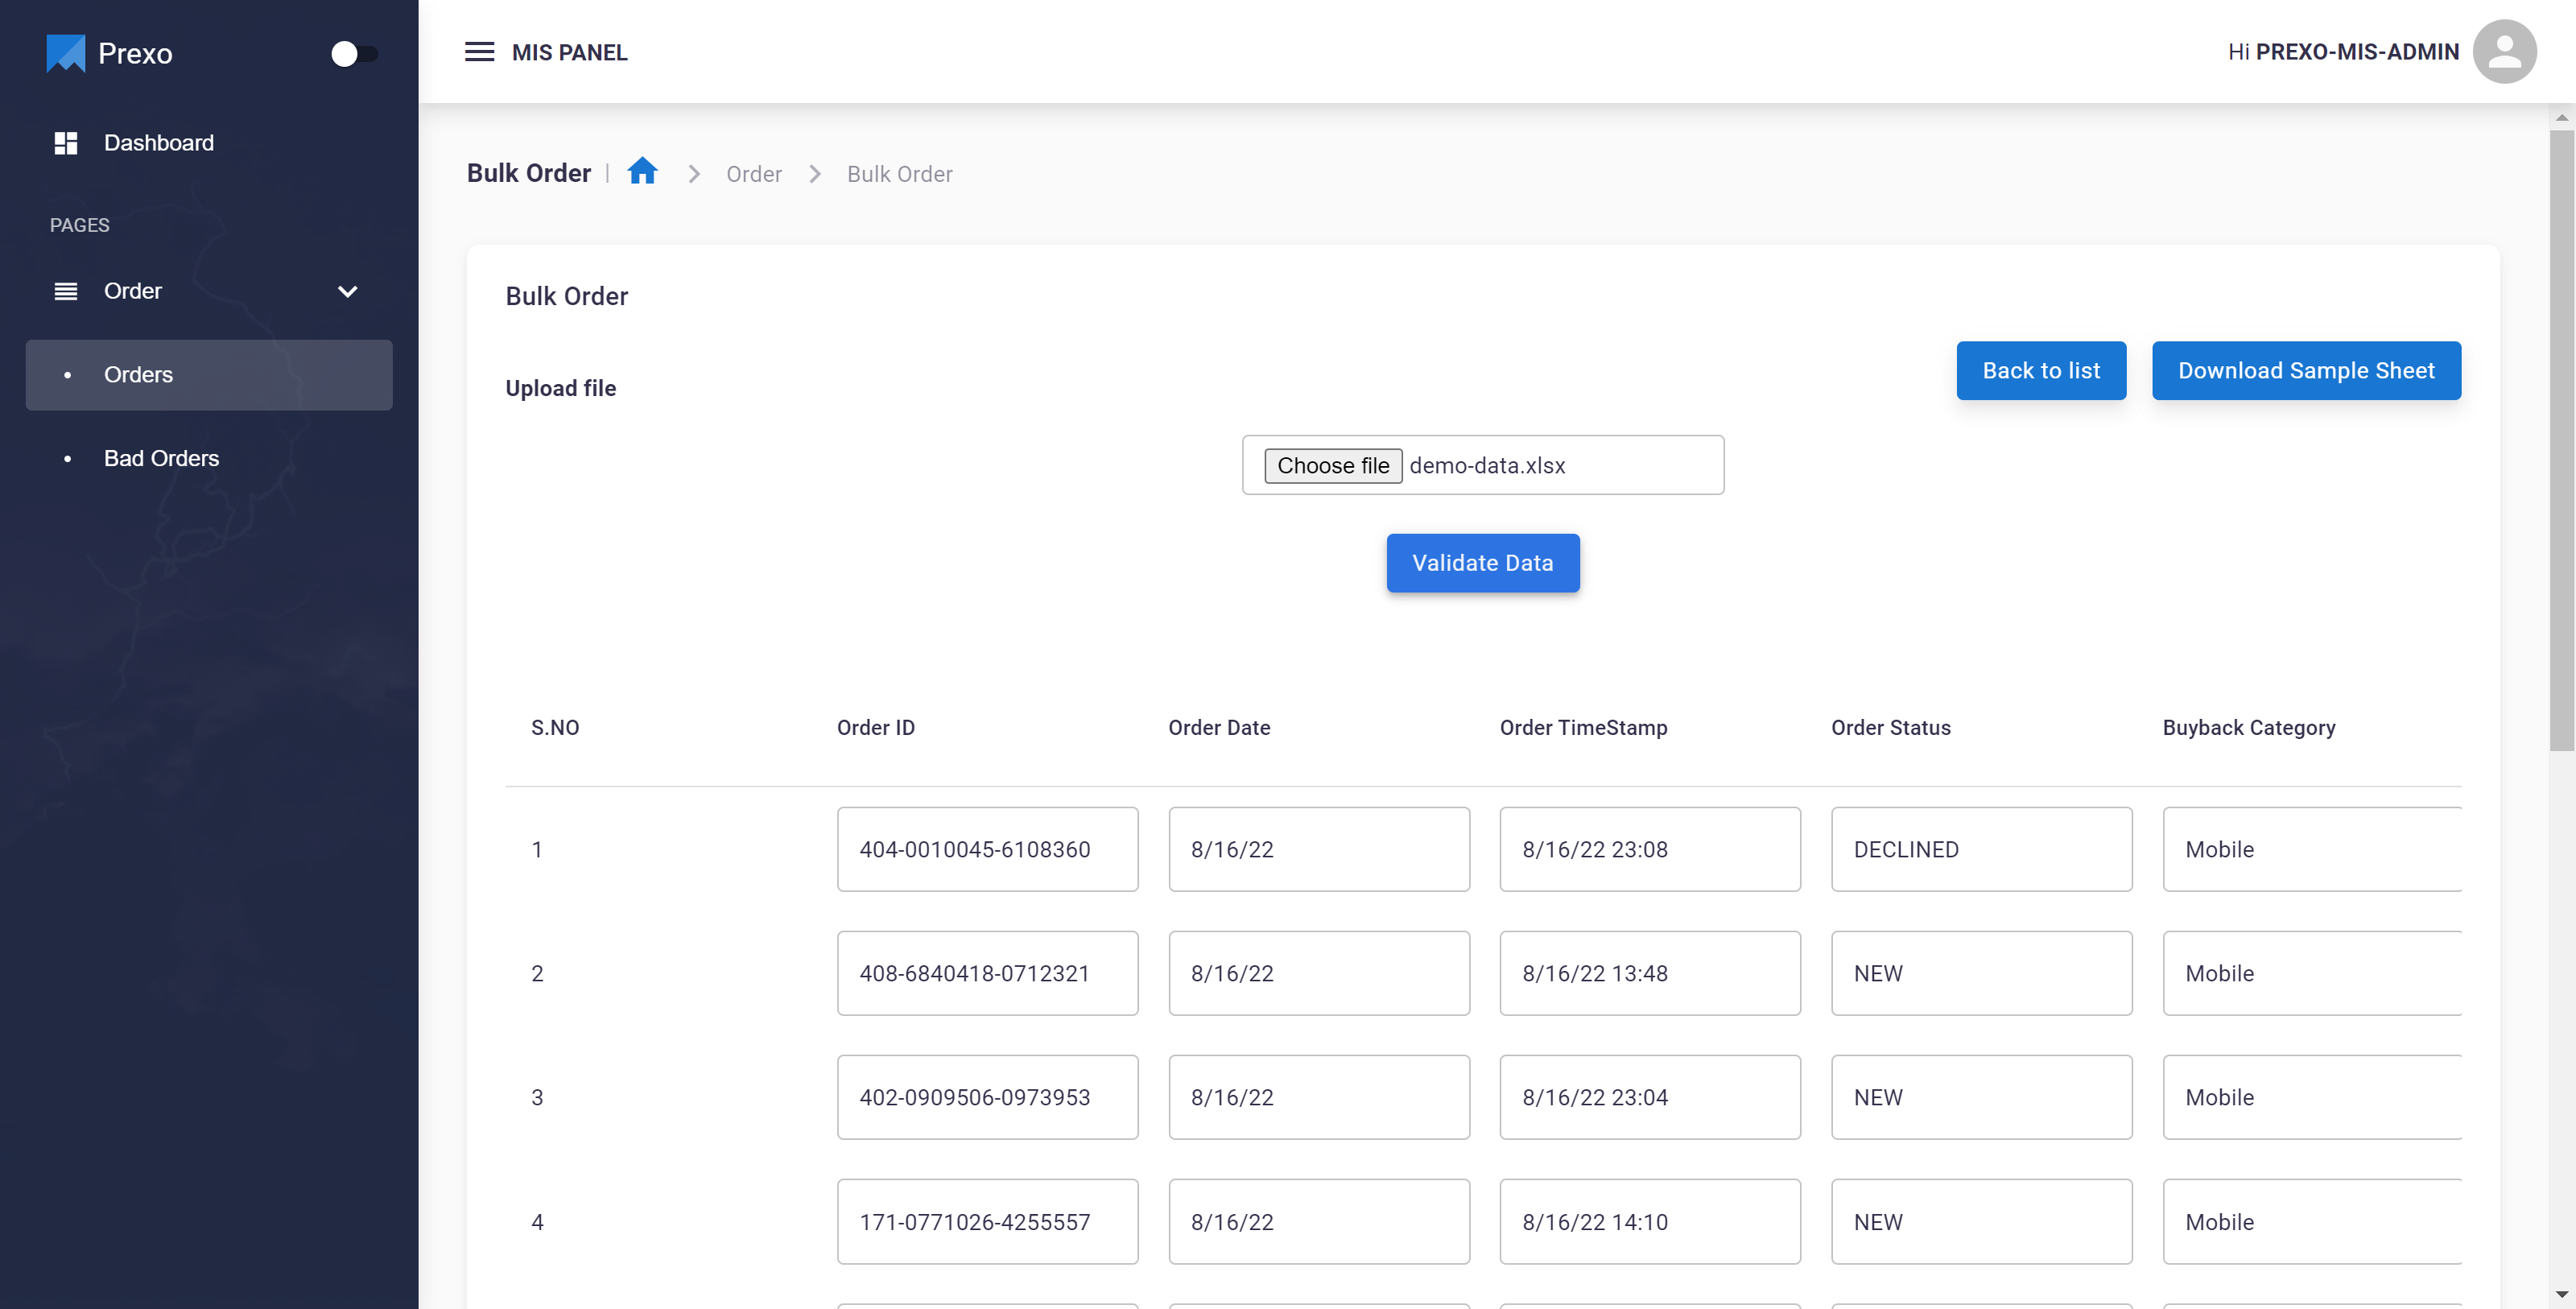 Prexo
MIS PANEL
Hi PREXO-MIS-ADMIN
Dashboard
PAGES
Order
Orders
Bad Orders
Bulk Order | Order Bulk Order
Bulk Order
Upload file
Back to list
Download Sample Sheet
Choose file demo-data.xlsx
Validate Data
S.NO Order ID Order Date Order TimeStamp Order Status Buyback Category
1 404-0010045-6108360 8/16/22 8/16/22 23:08 DECLINED Mobile
2 408-6840418-0712321 8/16/22 8/16/22 13:48 NEW Mobile
3 402-0909506-0973953 8/16/22 8/16/22 23:04 NEW Mobile
4 171-0771026-4255557 8/16/22 8/16/22 14:10 NEW Mobile